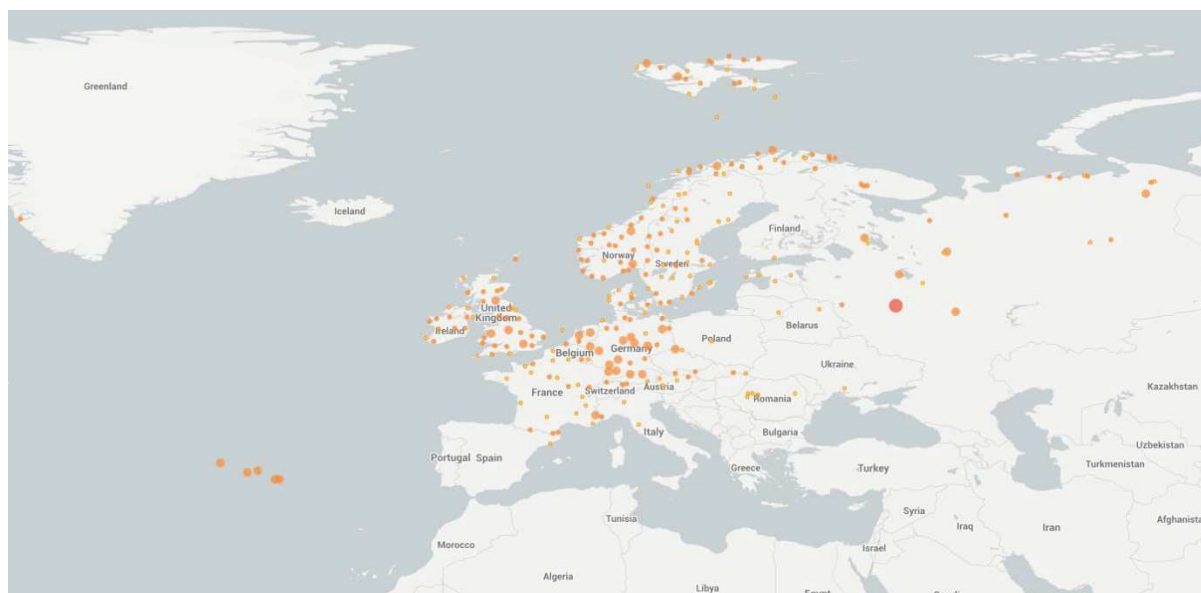 Greenland
Iceland
Finland
Norway
Sweden
United
Kingdom
Ireland
Belarus
Poland
Belgium
Germany
Ukraine
Kazakhstan
France
Switzerland
Austria
Romania
Italy
Bulgaria
Uzbekistan
Portugal
Spain
Greece
Turkey
Turkmenistan
Syria
Afghanista
Tunisia
Iraq
Iran
Morocco
Israel
Algeria
Libya